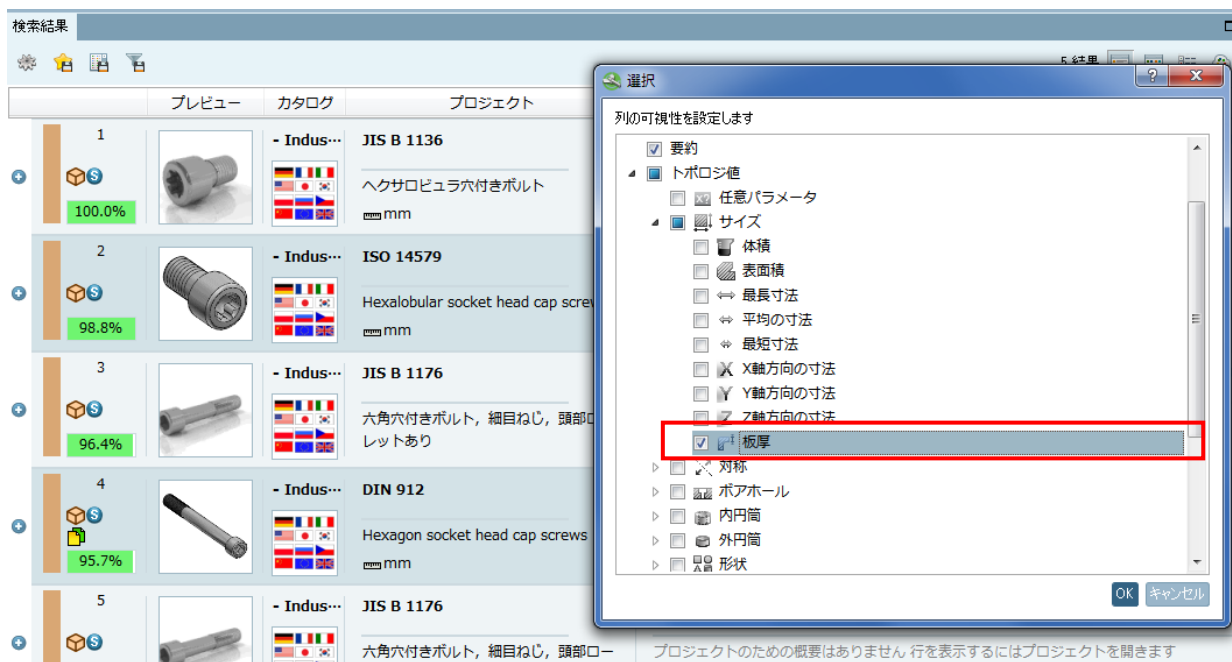 検索結果
5 結果
プレビュー カタログ プロジェクト
1
100.0%
- Indus…
JIS B 1136
ヘクサロビュラ穴付きボルト
mm
2
98.8%
- Indus…
ISO 14579
Hexalobular socket head cap screw
mm
3
96.4%
- Indus…
JIS B 1176
六角穴付きボルト，細目ねじ，頭部ロ
レットあり
4
95.7%
- Indus…
DIN 912
Hexagon socket head cap screws
mm
5
- Indus…
JIS B 1176
六角穴付きボルト，細目ねじ，頭部ロー
プロジェクトのための概要はありません 行を表示するにはプロジェクトを開きます
選択
列の可視性を設定します
要約
トポロジ値
任意パラメータ
サイズ
体積
表面積
最長寸法
平均の寸法
最短寸法
X軸方向の寸法
Y軸方向の寸法
Z軸方向の寸法
板厚
対称
ボアホール
内円筒
外円筒
形状
OK キャンセル